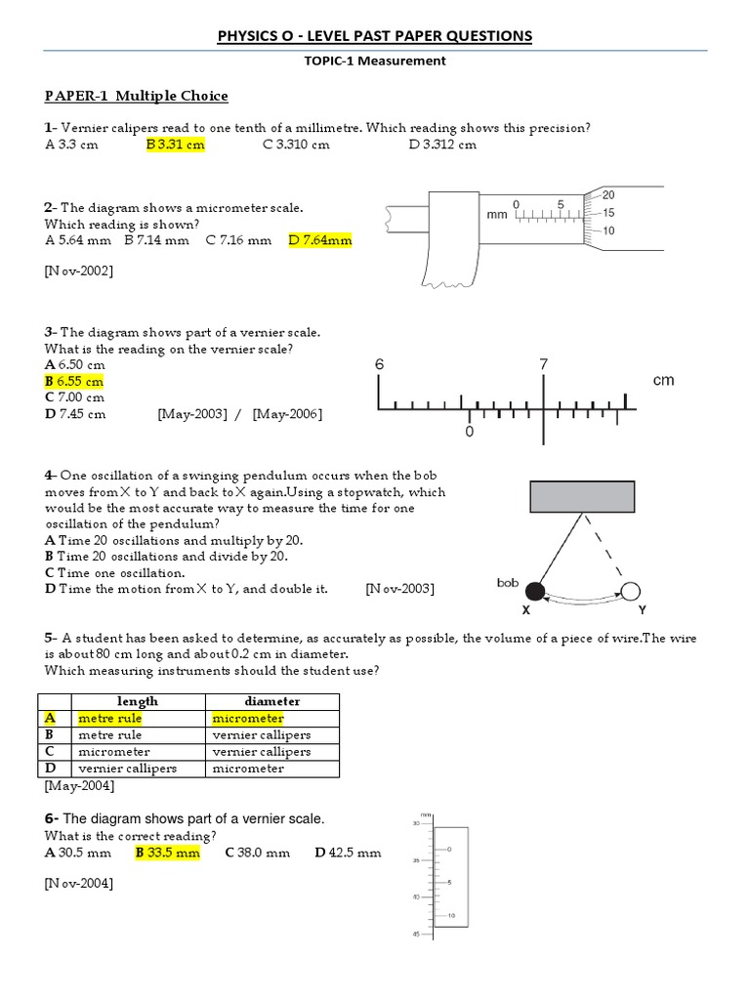 PHYSICS O - LEVEL PAST PAPER QUESTIONS
TOPIC-1 Measurement
PAPER-1 Multiple Choice
1- Vernier calipers read to one tenth of a millimetre. Which reading shows this precision?
A 3.3 cm B 3.31 cm C 3.310 cm D 3.312 cm
2- The diagram shows a micrometer scale.
Which reading is shown?
A 5.64 mm B 7.14 mm C 7.16 mm D 7.64mm
[Nov-2002]
mm 0 5
20
15
10
3- The diagram shows part of a vernier scale.
What is the reading on the vernier scale?
A 6.50 cm
B 6.55 cm
C 7.00 cm
D 7.45 cm [May-2003] / [May-2006]
6 7
cm
0
4- One oscillation of a swinging pendulum occurs when the bob
moves from X to Y and back to X again.Using a stopwatch, which
would be the most accurate way to measure the time for one
oscillation of the pendulum?
A Time 20 oscillations and multiply by 20.
B Time 20 oscillations and divide by 20.
C Time one oscillation.
D Time the motion from X to Y, and double it. [Nov-2003]
bob
X Y
5- A student has been asked to determine, as accurately as possible, the volume of a piece of wire.The wire
is about 80 cm long and about 0.2 cm in diameter.
Which measuring instruments should the student use?
length diameter
A metre rule micrometer
B metre rule vernier callipers
C micrometer vernier callipers
D vernier callipers micrometer
[May-2004]
6- The diagram shows part of a vernier scale.
What is the correct reading?
A 30.5 mm B 33.5 mm C 38.0 mm D 42.5 mm
[Nov-2004]
mm
30
0
35
5
40
10
45